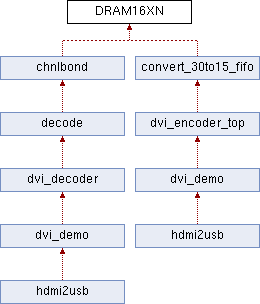 DRAM16XN
chnlbond
convert_30to15_fifo
decode
dvi_encoder_top
dvi_decoder
dvi_demo
dvi_demo
hdmi2usb
hdmi2usb